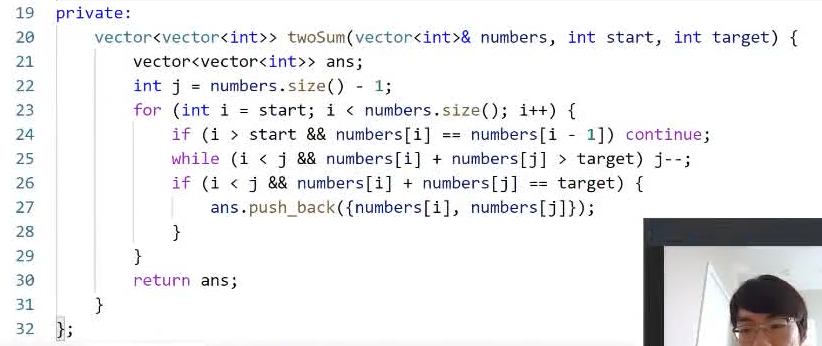 19 private:
20     vector<vector<int>> twoSum(vector<int>& numbers, int start, int target) {
21         vector<vector<int>> ans;
22         int j = numbers.size() - 1;
23         for (int i = start; i < numbers.size(); i++) {
24             if (i > start && numbers[i] == numbers[i - 1]) continue;
25             while (i < j && numbers[i] + numbers[j] > target) j--;
26             if (i < j && numbers[i] + numbers[j] == target) {
27                 ans.push_back({numbers[i], numbers[j]});
28             }
29         }
30         return ans;
31     }
32 };